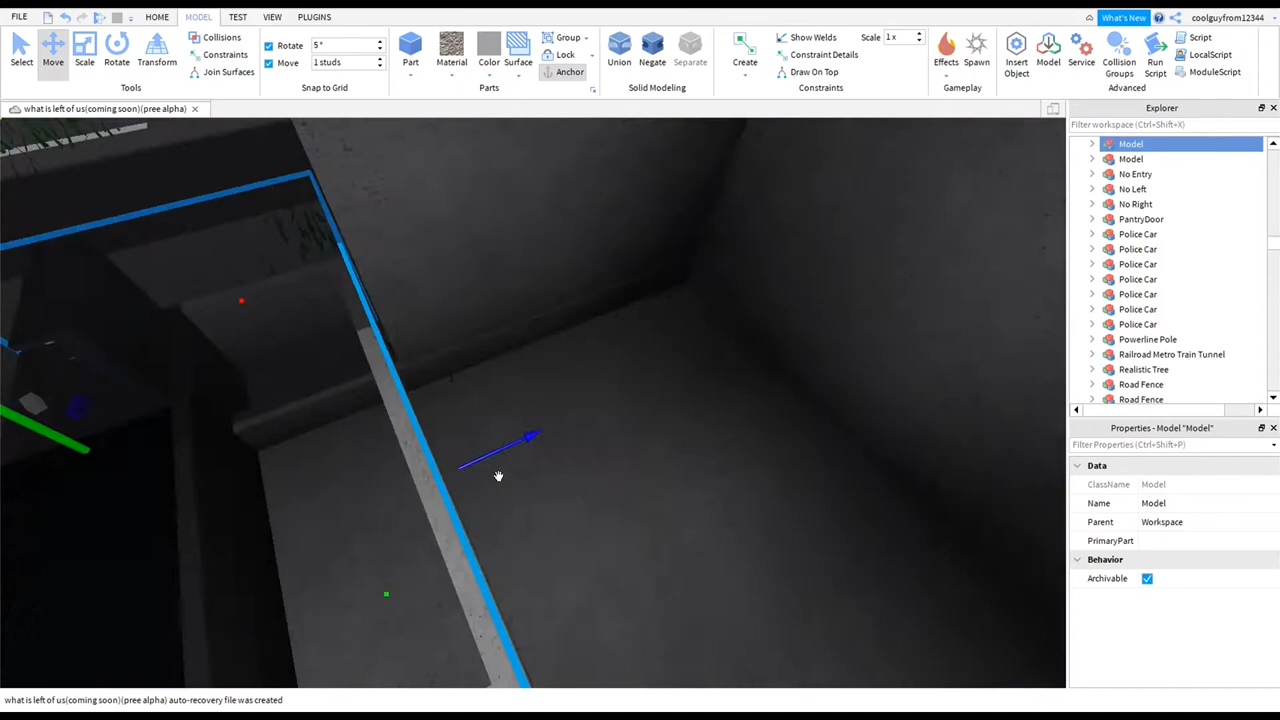 FILE HOME MODEL TEST VIEW PLUGINS What's New coolguyfrom12344
Select Move Scale Rotate Transform
Collisions
Constraints
Join Surfaces
Tools
Rotate 5°
Move 1 studs
Snap to Grid
Part Material Color Surface
Group
Lock
Anchor
Parts
Union Negate Separate
Solid Modeling
Create
Show Welds Scale 1 x
Constraint Details
Draw On Top
Constraints
Effects Spawn
Gameplay
Insert Object Model Service Collision Groups Run Script
Script
LocalScript
ModuleScript
Advanced
what is left of us(coming soon)(pree alpha)
Explorer
Filter workspace (Ctrl+Shift+X)
Model
Model
No Entry
No Left
No Right
PantryDoor
Police Car
Police Car
Police Car
Police Car
Police Car
Police Car
Police Car
Powerline Pole
Railroad Metro Train Tunnel
Realistic Tree
Road Fence
Road Fence
Properties - Model "Model"
Filter Properties (Ctrl+Shift+P)
Data
ClassName Model
Name Model
Parent Workspace
PrimaryPart
Behavior
Archivable
what is left of us(coming soon)(pree alpha) auto-recovery file was created